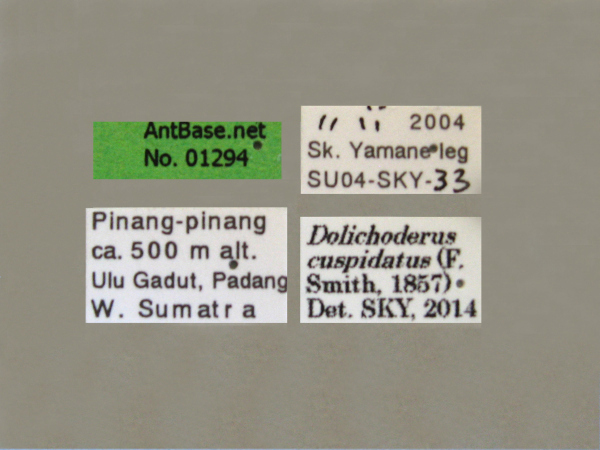 AntBase.net
No. 01294
2004
Sk. Yamane leg
SU04-SKY-33
Pinang-pinang
ca. 500 m alt.
Ulu Gadut, Padang
W. Sumatra
Dolichoderus
cuspidatus (F.
Smith, 1857)
Det. SKY, 2014